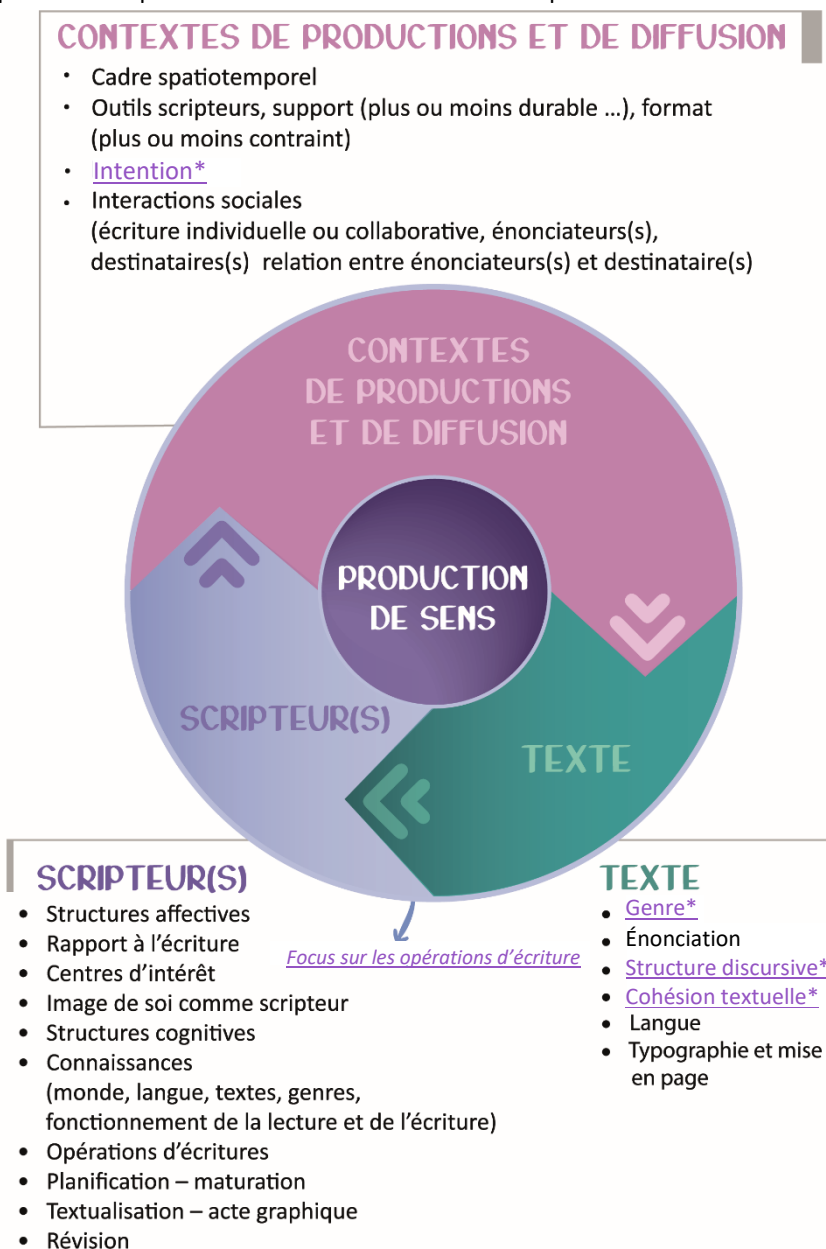 CONTEXTES DE PRODUCTIONS ET DE DIFFUSION
• Cadre spatiotemporel
• Outils scripteurs, support (plus ou moins durable ...), format
(plus ou moins contraint)
• Intention*
• Interactions sociales
(écriture individuelle ou collaborative, énonciateurs(s),
destinataires(s) relation entre énonciateurs(s) et destinataire(s)
CONTEXTES
DE PRODUCTIONS
ET DE DIFFUSION
PRODUCTION
DE SENS
SCRIPTEUR(S)
TEXTE
SCRIPTEUR(S)
• Structures affectives
• Rapport à l'écriture
• Centres d'intérêt
• Image de soi comme scripteur
• Structures cognitives
• Connaissances
(monde, langue, textes, genres,
fonctionnement de la lecture et de l'écriture)
• Opérations d'écritures
• Planification – maturation
• Textualisation – acte graphique
• Révision
Focus sur les opérations d'écriture
TEXTE
• Genre*
• Énonciation
• Structure discursive*
• Cohésion textuelle*
• Langue
• Typographie et mise
en page